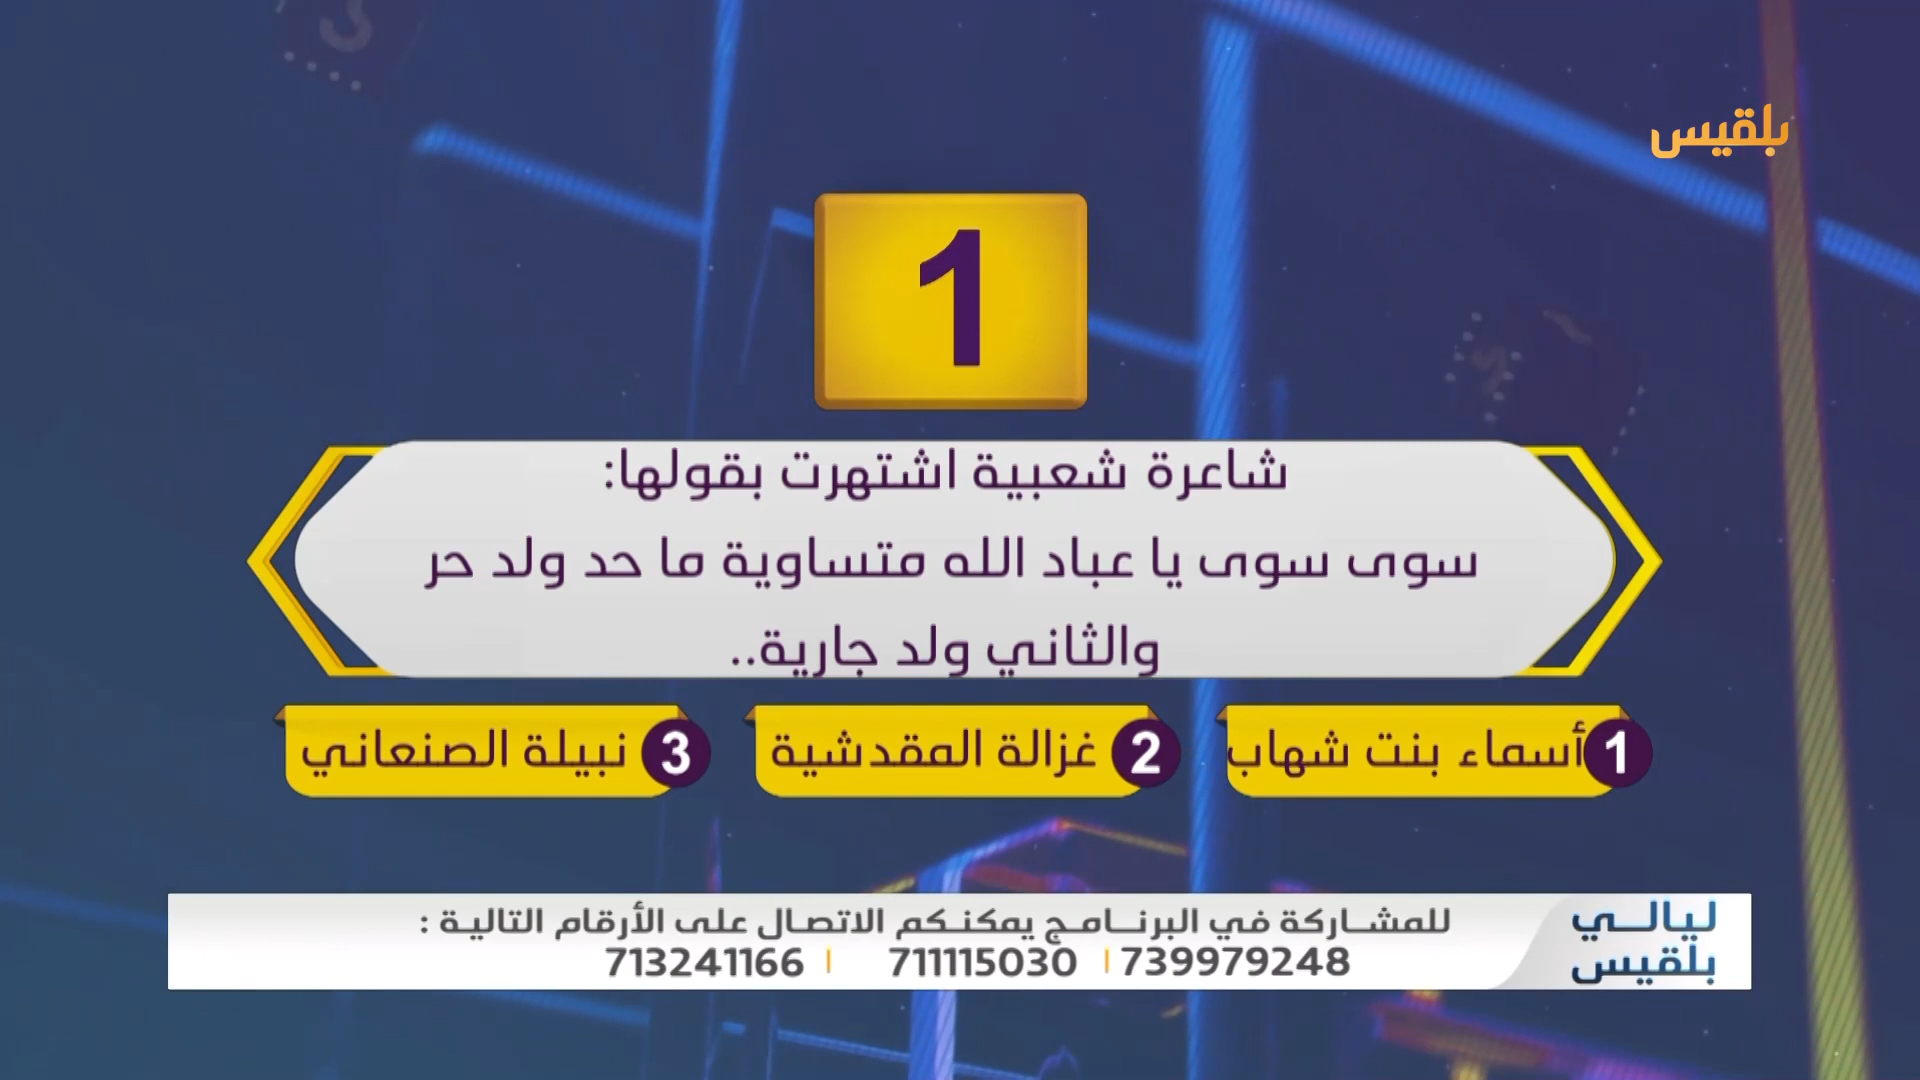 بلقيس
1
شاعرة شعبية اشتهرت بقولها:
سوى سوى يا عباد الله متساوية ما حد ولد حر
والثاني ولد جارية..
1 أسماء بنت شهاب
2 غزالة المقدشية
3 نبيلة الصنعاني
ليالي
بلقيس
للمشاركة في البرنامج يمكنكم الاتصال على الأرقام التالية :
739979248 | 711115030 | 713241166